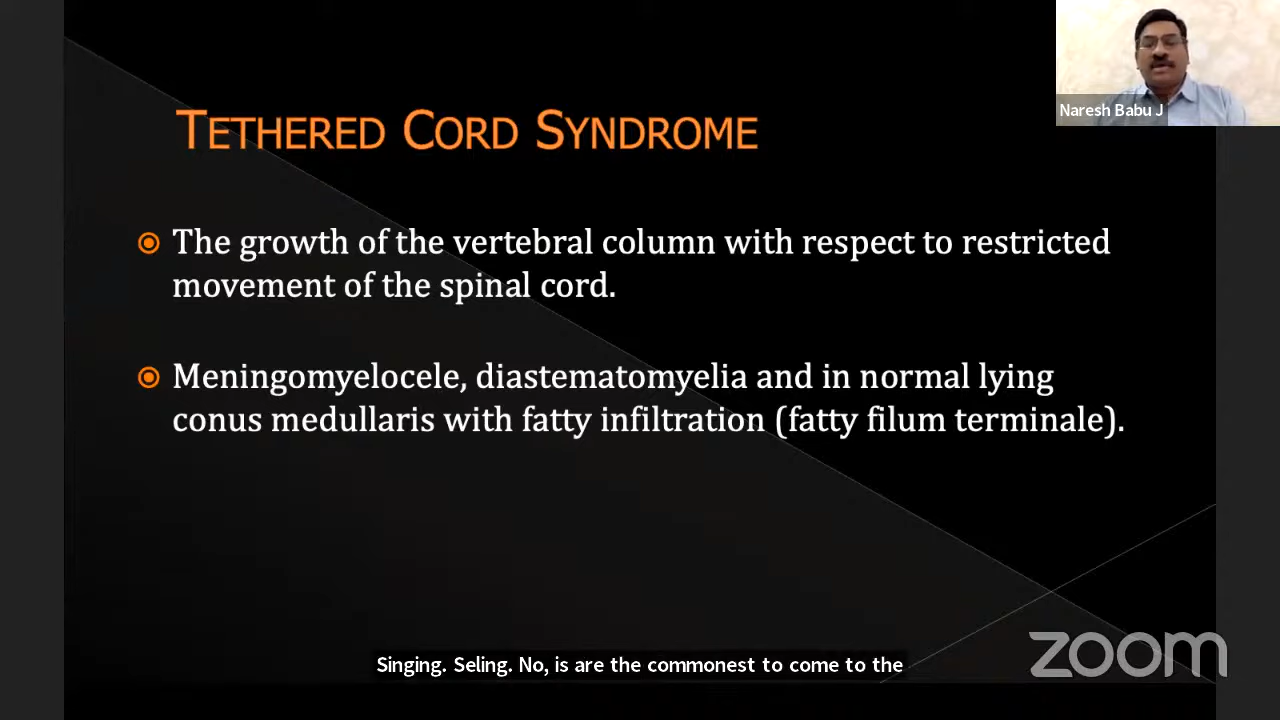 Naresh Babu J
TETHERED CORD SYNDROME
The growth of the vertebral column with respect to restricted
movement of the spinal cord.
Meningomyelocele, diastematomyelia and in normal lying
conus medullaris with fatty infiltration (fatty filum terminale).
zoom
Singing. Seling. No, is are the commonest to come to the